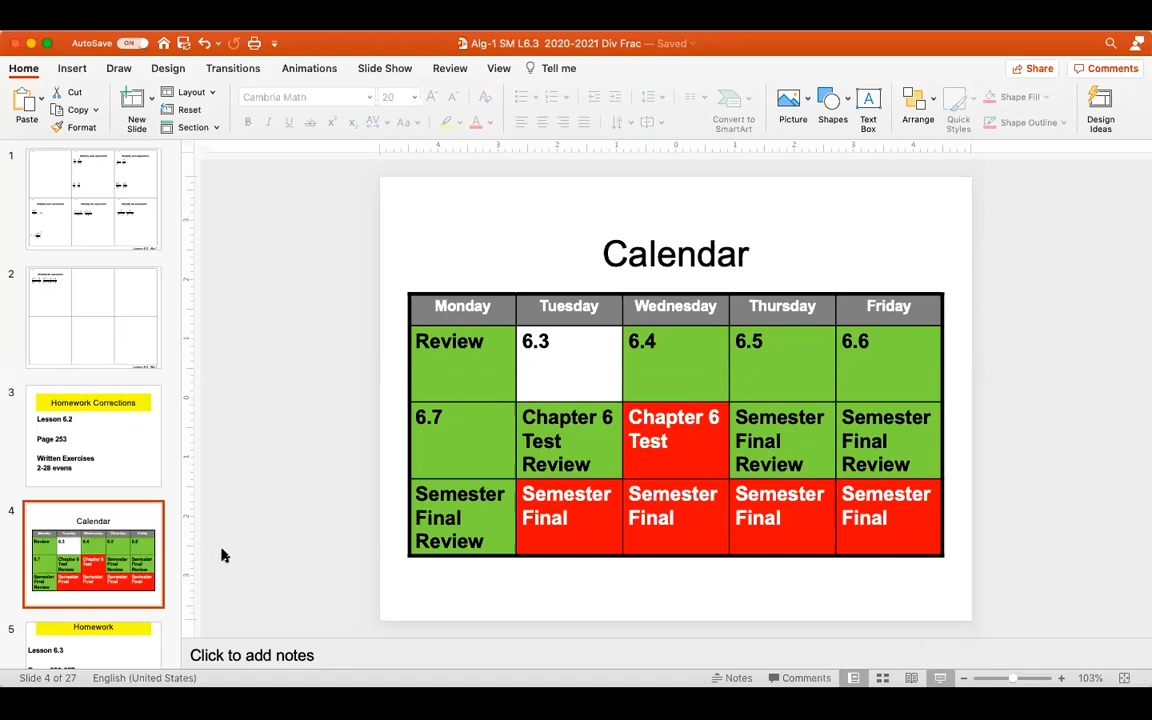 AutoSave ON
Alg-1 SM L6.3 2020-2021 Div Frac — Saved
Home Insert Draw Design Transitions Animations Slide Show Review View Tell me Share Comments
Paste
Cut
Copy
Format
New Slide
Layout
Reset
Section
Cambria Math 20
Convert to SmartArt
Picture
Shapes
Text Box
Arrange
Quick Styles
Shape Fill
Shape Outline
Design Ideas
1
2
3
Homework Corrections
Lesson 6.2
Page 253
Written Exercises
2-28 evens
4
Calendar
5
Homework
Lesson 6.3
Calendar
Monday Tuesday Wednesday Thursday Friday
Review 6.3 6.4 6.5 6.6
6.7
Chapter 6
Test
Review
Chapter 6
Test
Semester
Final
Review
Semester
Final
Review
Semester
Final
Review
Semester
Final
Semester
Final
Semester
Final
Semester
Final
Click to add notes
Slide 4 of 27 English (United States) Notes Comments 103%